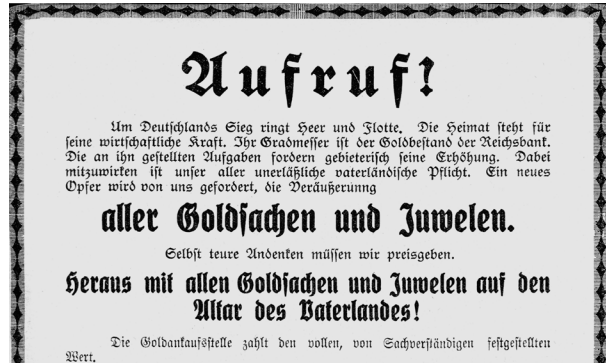 Aufruf!
Um Deutschlands Sieg ringt Heer und Flotte. Die Heimat steht für
seine wirtschaftliche Kraft. Ihr Gradmesser ist der Goldbestand der Reichsbank.
Die an ihn gestellten Aufgaben fordern gebieterisch seine Erhöhung. Dabei
mitzuwirken ist unser aller unerläßliche vaterländische Pflicht. Ein neues
Opfer wird von uns gefordert, die Veräußerunng
aller Goldsachen und Juwelen.
Selbst teure Andenken müssen wir preisgeben.
Heraus mit allen Goldsachen und Juwelen auf den
Altar des Vaterlandes!
Die Goldankaufsstelle zahlt den vollen, von Sachverständigen festgestellten
Wert.